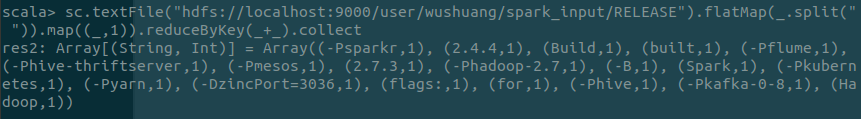 scala> sc.textFile("hdfs://localhost:9000/user/wushuang/spark_input/RELEASE").flatMap(_.split("
 ")).map((_,1)).reduceByKey(_+_).collect
res2: Array[(String, Int)] = Array((-Psparkr,1), (2.4.4,1), (Build,1), (built,1), (-Pflume,1),
(-Phive-thriftserver,1), (-Pmesos,1), (2.7.3,1), (-Phadoop-2.7,1), (-B,1), (Spark,1), (-Pkubern
etes,1), (-Pyarn,1), (-DzincPort=3036,1), (flags:,1), (for,1), (-Phive,1), (-Pkafka-0-8,1), (Ha
doop,1))